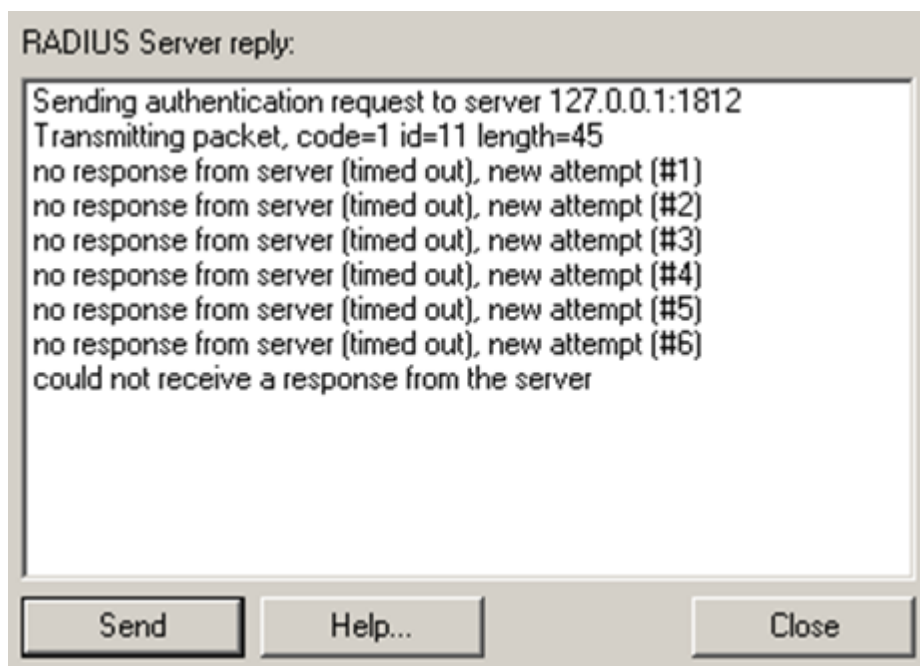 RADIUS Server reply:
Sending authentication request to server 127.0.0.1:1812
Transmitting packet, code=1 id=11 length=45
no response from server (timed out), new attempt (#1)
no response from server (timed out), new attempt (#2)
no response from server (timed out), new attempt (#3)
no response from server (timed out), new attempt (#4)
no response from server (timed out), new attempt (#5)
no response from server (timed out), new attempt (#6)
could not receive a response from the server
Send Help... Close